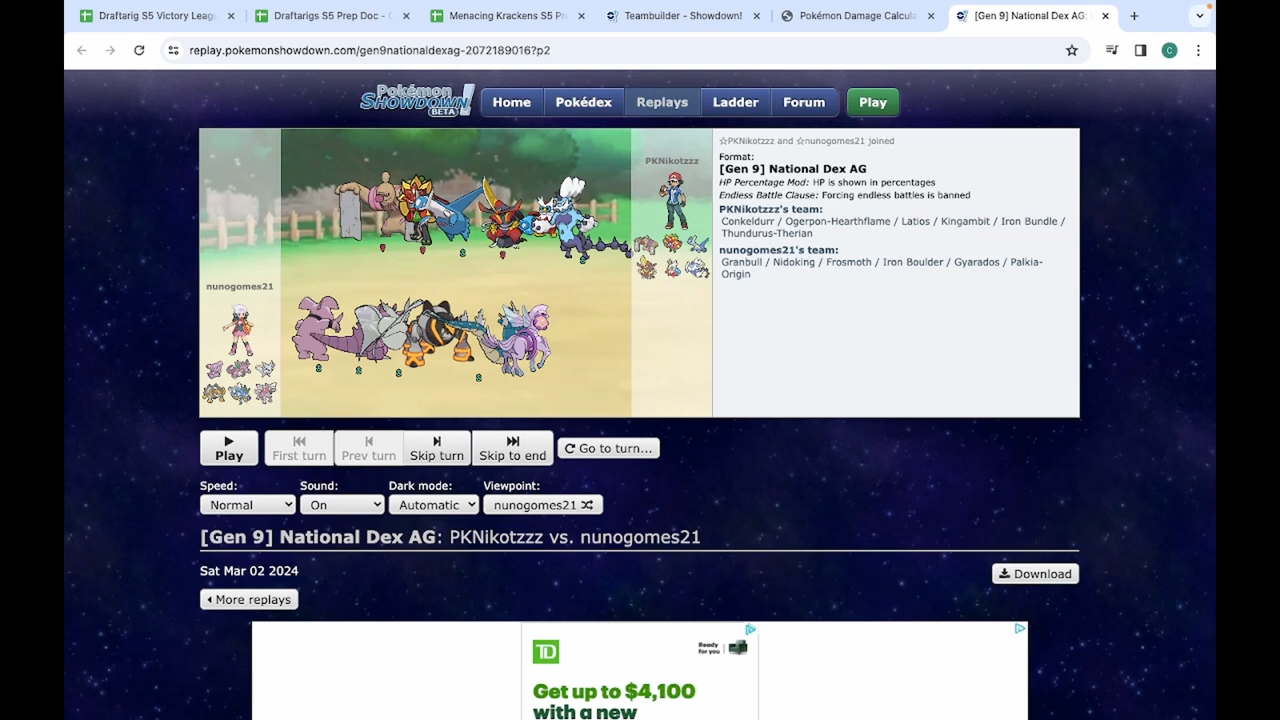 Draftarigs S5 Victory Leag
Draftarigs S5 Prep Doc - G
Menacing Krackens S5 Pr
Teambuilder - Showdown!
Pokémon Damage Calcula
[Gen 9] National Dex AG:
replay.pokemonshowdown.com/gen9nationaldexag-2072189016?p2
C
Pokémon
SHOWDOWN!
BETA
Home
Pokédex
Replays
Ladder
Forum
Play
PKNikotzzz
nunogomes21
☆PKNikotzzz and ☆nunogomes21 joined
Format:
[Gen 9] National Dex AG
HP Percentage Mod: HP is shown in percentages
Endless Battle Clause: Forcing endless battles is banned
PKNikotzzz's team:
Conkeldurr / Ogerpon-Hearthflame / Latios / Kingambit / Iron Bundle /
Thundurus-Therian
nunogomes21's team:
Granbull / Nidoking / Frosmoth / Iron Boulder / Gyarados / Palkia-
Origin
Play
First turn
Prev turn
Skip turn
Skip to end
Go to turn...
Speed:
Sound:
Dark mode:
Viewpoint:
Normal
On
Automatic
nunogomes21
[Gen 9] National Dex AG: PKNikotzzz vs. nunogomes21
Sat Mar 02 2024
Download
More replays
TD
Ready
for you
Get up to $4,100
with a new